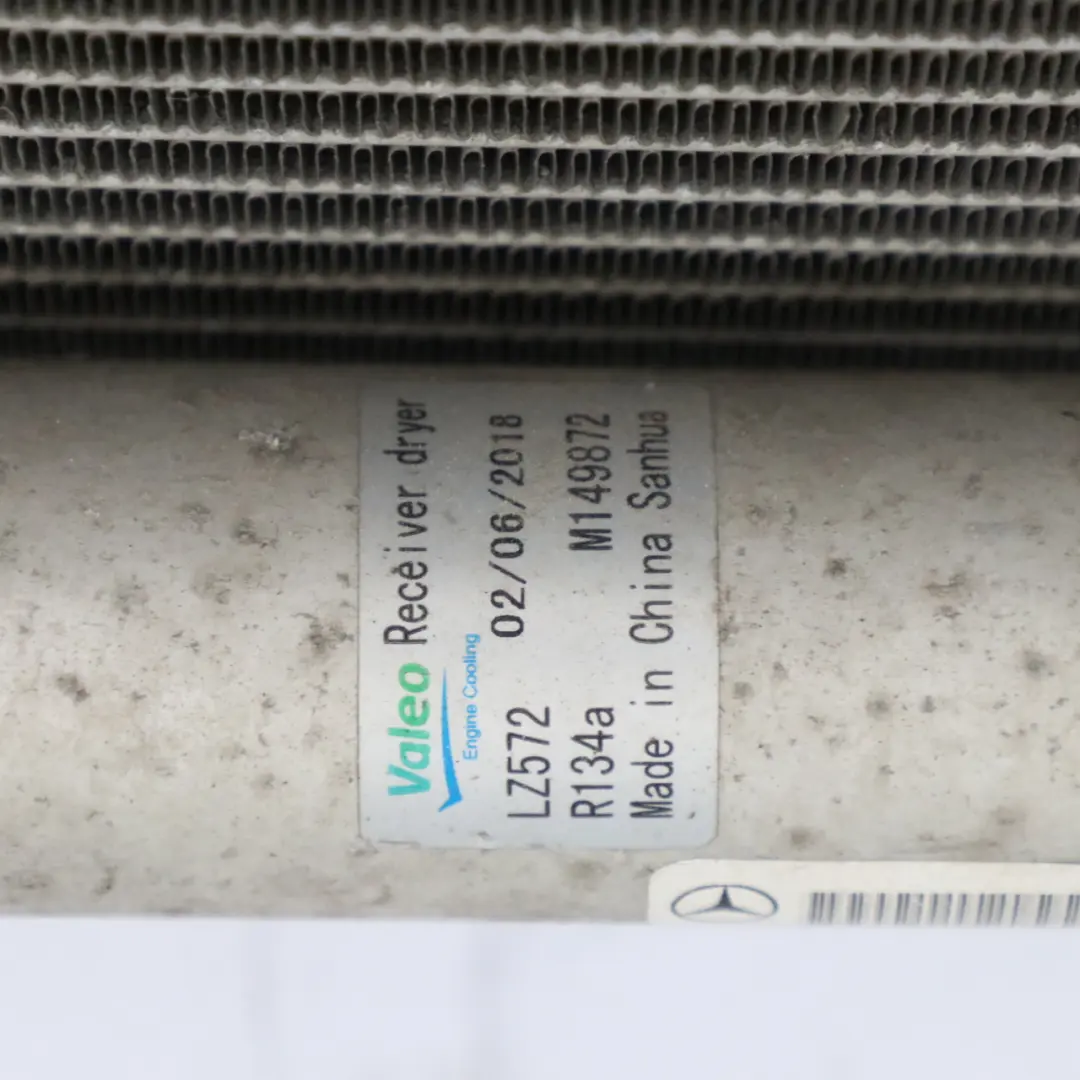 Valeo Receiver dryer
Engine Cooling
LZ572 02/06/2018
R134a M149872
Made in China Sanhua